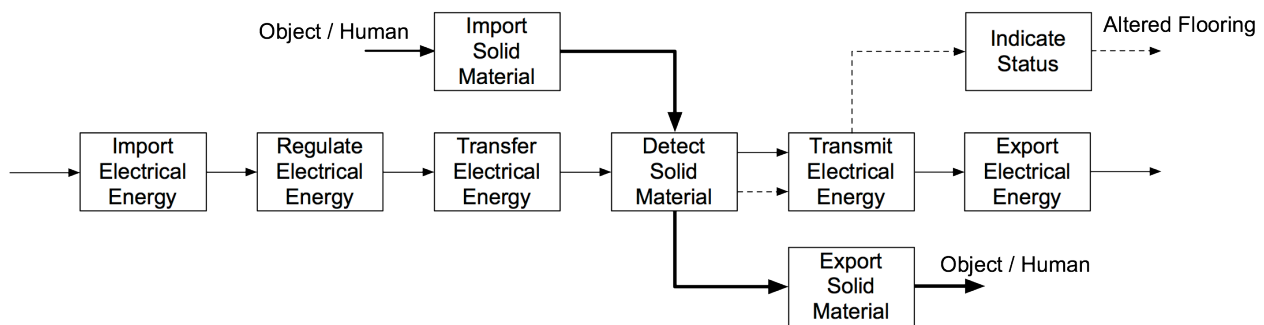 Object / Human
Import
Solid
Material
Indicate
Status
Altered Flooring
Import
Electrical
Energy
Regulate
Electrical
Energy
Transfer
Electrical
Energy
Detect
Solid
Material
Transmit
Electrical
Energy
Export
Electrical
Energy
Export
Solid
Material
Object / Human